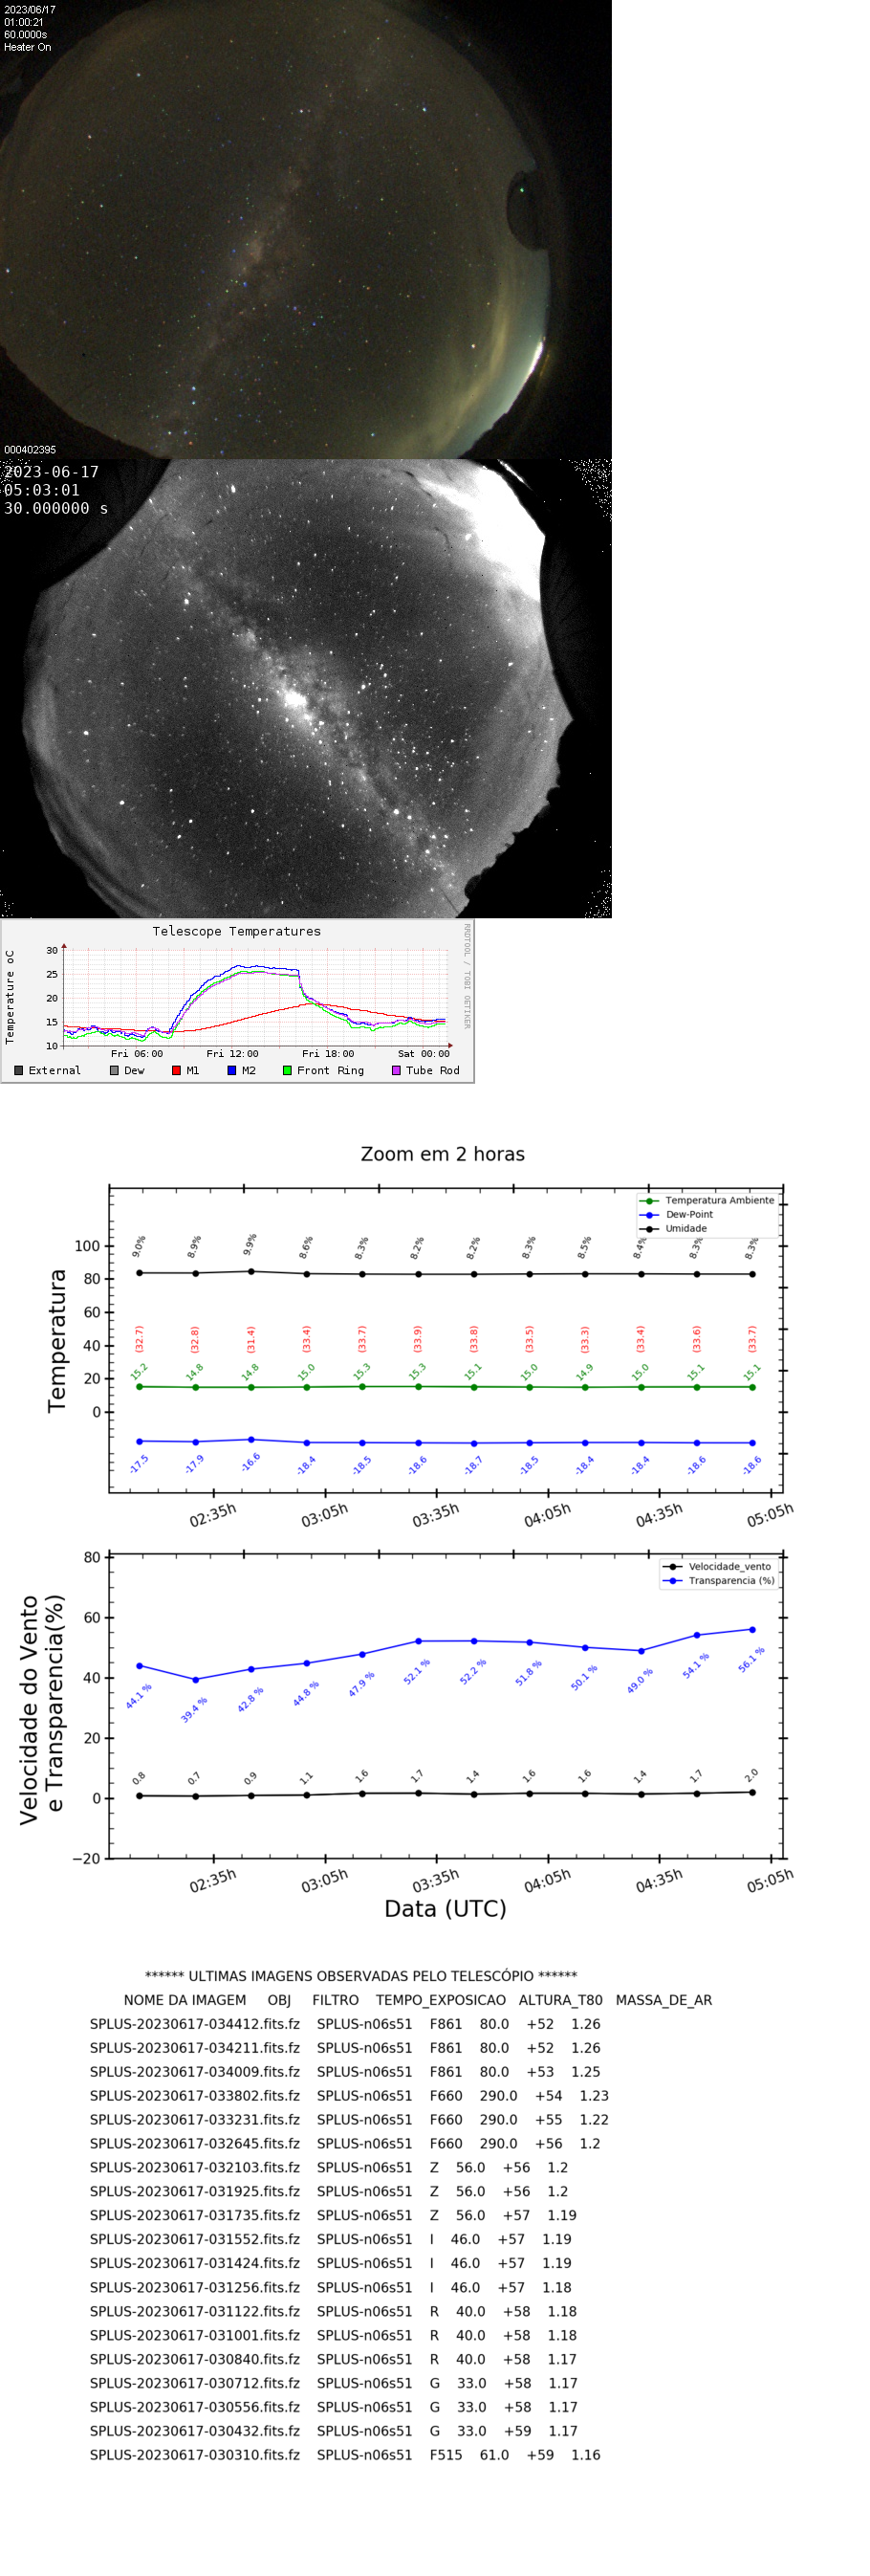 2023/06/17
01:00:21
60.0000s
Heater On
000402395
2023-06-17
05:03:01
30.000000 s
Telescope Temperatures
RRDTOOL / TOBI OETIKER
Temperature oC
30
25
20
15
10
Fri 06:00 Fri 12:00 Fri 18:00 Sat 00:00
External Dew M1 M2 Front Ring Tube Rod
Zoom em 2 horas
Temperatura Ambiente
Dew-Point
Umidade
Temperatura
100
80
60
40
20
0
9.0% 8.9% 9.9% 8.6% 8.3% 8.2% 8.2% 8.3% 8.5% 8.4% 8.3% 8.3%
(32.7) (32.8) (31.4) (33.4) (33.7) (33.9) (33.8) (33.5) (33.3) (33.4) (33.6) (33.7)
15.2 14.8 14.8 15.0 15.3 15.3 15.1 15.0 14.9 15.0 15.1 15.1
-17.5 -17.9 -16.6 -18.4 -18.5 -18.6 -18.7 -18.5 -18.4 -18.4 -18.6 -18.6
02:35h 03:05h 03:35h 04:05h 04:35h 05:05h
Velocidade_vento
Transparencia (%)
Velocidade do Vento
e Transparencia(%)
80
60
40
20
0
−20
44.1 % 39.4 % 42.8 % 44.8 % 47.9 % 52.1 % 52.2 % 51.8 % 50.1 % 49.0 % 54.1 % 56.1 %
0.8 0.7 0.9 1.1 1.6 1.7 1.4 1.6 1.6 1.4 1.7 2.0
02:35h 03:05h 03:35h 04:05h 04:35h 05:05h
Data (UTC)
****** ULTIMAS IMAGENS OBSERVADAS PELO TELESCÓPIO ******
NOME DA IMAGEM OBJ FILTRO TEMPO_EXPOSICAO ALTURA_T80 MASSA_DE_AR
SPLUS-20230617-034412.fits.fz SPLUS-n06s51 F861 80.0 +52 1.26
SPLUS-20230617-034211.fits.fz SPLUS-n06s51 F861 80.0 +52 1.26
SPLUS-20230617-034009.fits.fz SPLUS-n06s51 F861 80.0 +53 1.25
SPLUS-20230617-033802.fits.fz SPLUS-n06s51 F660 290.0 +54 1.23
SPLUS-20230617-033231.fits.fz SPLUS-n06s51 F660 290.0 +55 1.22
SPLUS-20230617-032645.fits.fz SPLUS-n06s51 F660 290.0 +56 1.2
SPLUS-20230617-032103.fits.fz SPLUS-n06s51 Z 56.0 +56 1.2
SPLUS-20230617-031925.fits.fz SPLUS-n06s51 Z 56.0 +56 1.2
SPLUS-20230617-031735.fits.fz SPLUS-n06s51 Z 56.0 +57 1.19
SPLUS-20230617-031552.fits.fz SPLUS-n06s51 I 46.0 +57 1.19
SPLUS-20230617-031424.fits.fz SPLUS-n06s51 I 46.0 +57 1.19
SPLUS-20230617-031256.fits.fz SPLUS-n06s51 I 46.0 +57 1.18
SPLUS-20230617-031122.fits.fz SPLUS-n06s51 R 40.0 +58 1.18
SPLUS-20230617-031001.fits.fz SPLUS-n06s51 R 40.0 +58 1.18
SPLUS-20230617-030840.fits.fz SPLUS-n06s51 R 40.0 +58 1.17
SPLUS-20230617-030712.fits.fz SPLUS-n06s51 G 33.0 +58 1.17
SPLUS-20230617-030556.fits.fz SPLUS-n06s51 G 33.0 +58 1.17
SPLUS-20230617-030432.fits.fz SPLUS-n06s51 G 33.0 +59 1.17
SPLUS-20230617-030310.fits.fz SPLUS-n06s51 F515 61.0 +59 1.16